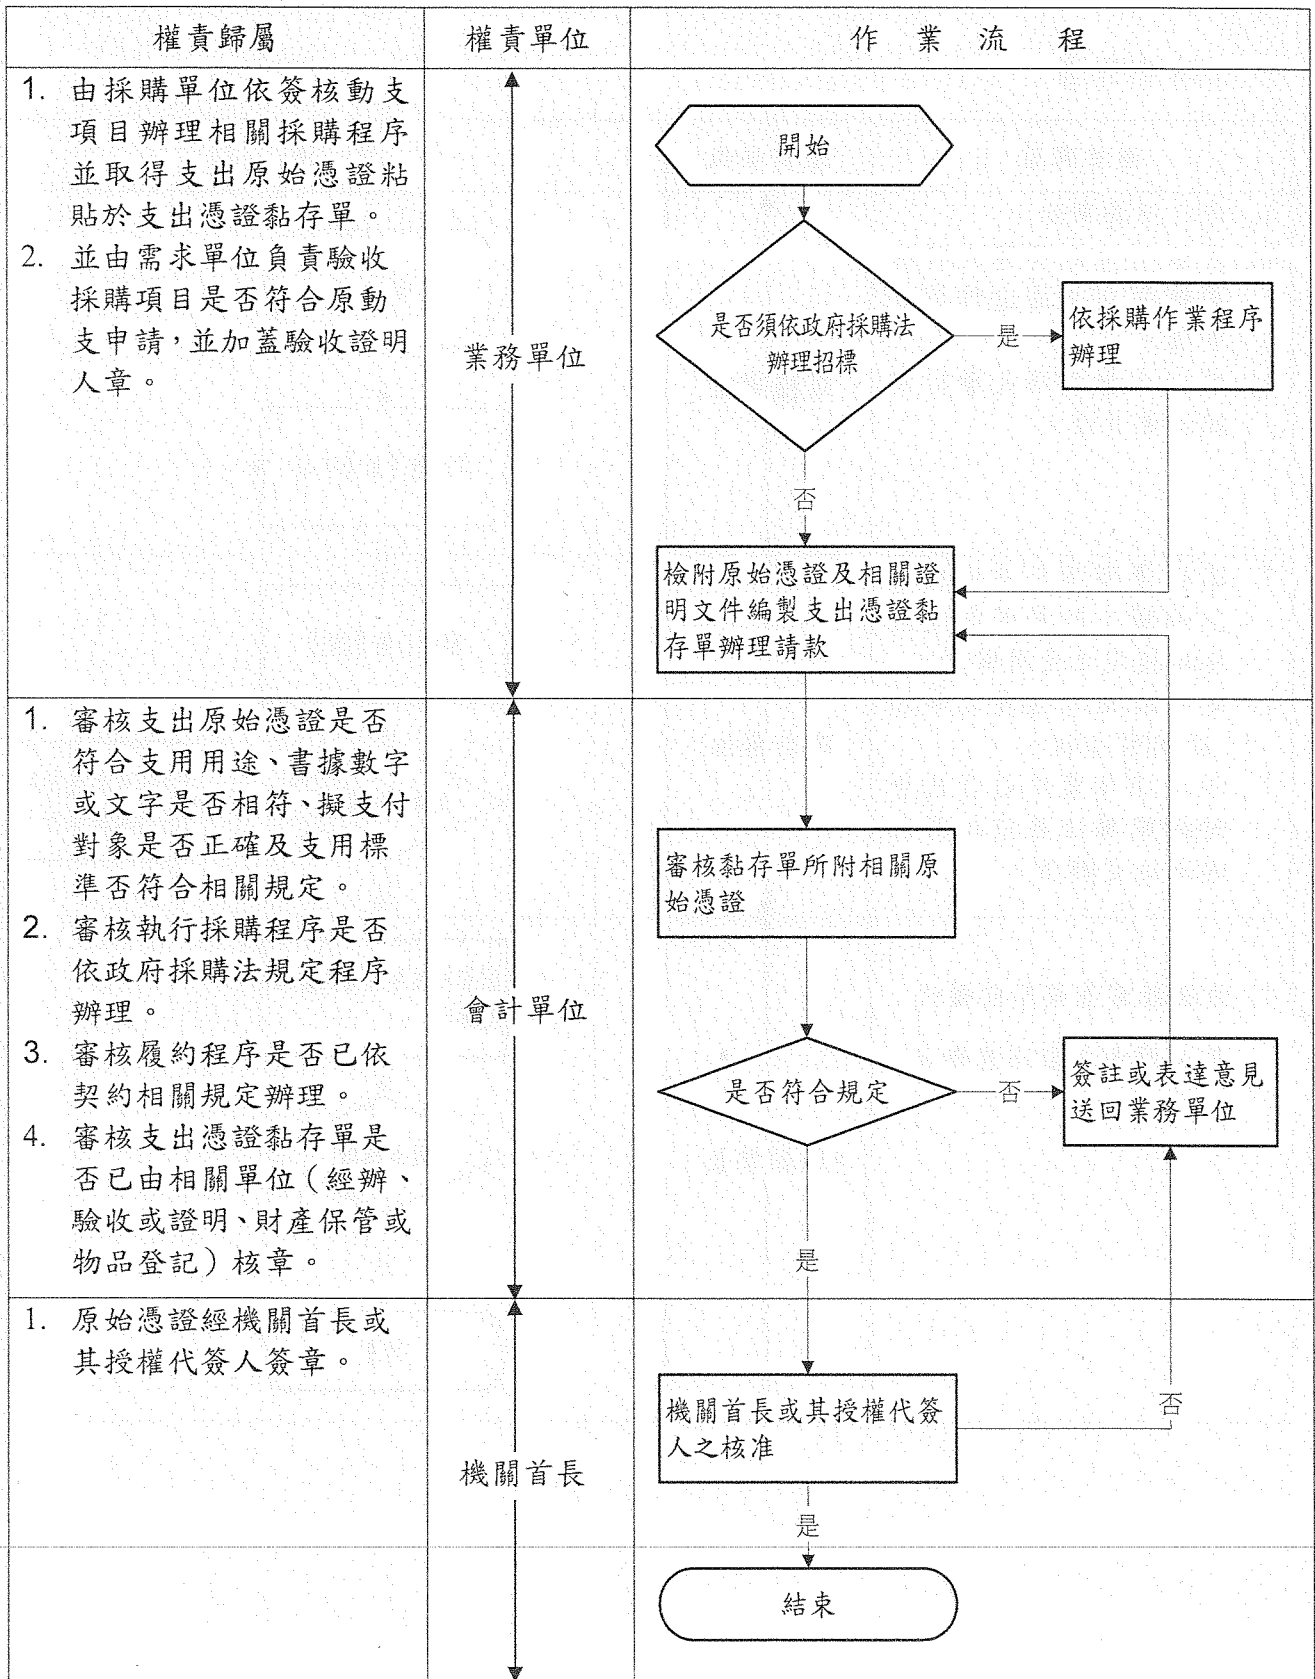 權責歸屬
權責單位
作業流程
1. 由採購單位依簽核動支
項目辦理相關採購程序
並取得支出原始憑證粘
貼於支出憑證黏存單。
2. 並由需求單位負責驗收
採購項目是否符合原動
支申請，並加蓋驗收證明
人章。
業務單位
開始
是否須依政府採購法
辦理招標
是
依採購作業程序
辦理
否
檢附原始憑證及相關證
明文件編製支出憑證黏
存單辦理請款
1. 審核支出原始憑證是否
符合支用用途、書據數字
或文字是否相符、擬支付
對象是否正確及支用標
準否符合相關規定。
2. 審核執行採購程序是否
依政府採購法規定程序
辦理。
3. 審核履約程序是否已依
契約相關規定辦理。
4. 審核支出憑證黏存單是
否已由相關單位（經辦、
驗收或證明、財產保管或
物品登記）核章。
會計單位
審核黏存單所附相關原
始憑證
是否符合規定
否
簽註或表達意見
送回業務單位
是
1. 原始憑證經機關首長或
其授權代簽人簽章。
機關首長
機關首長或其授權代簽
人之核准
否
是
結束